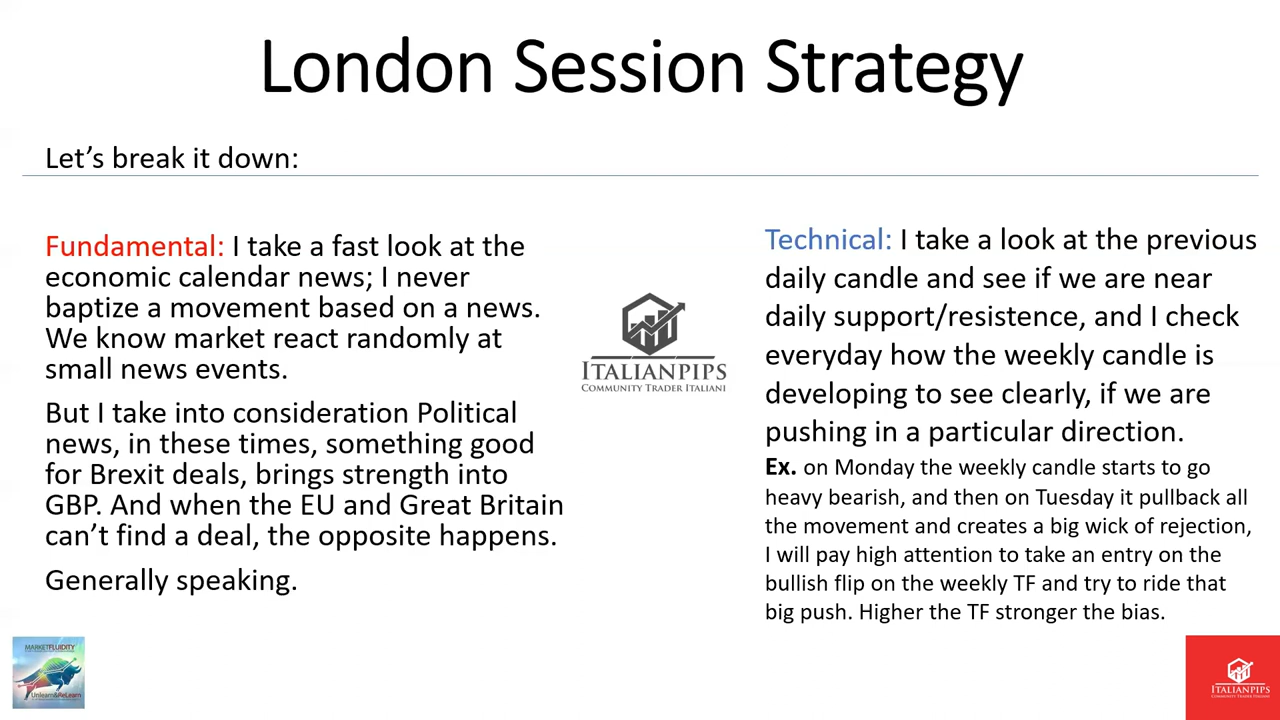 London Session Strategy
Let’s break it down:
Fundamental: I take a fast look at the
economic calendar news; I never
baptize a movement based on a news.
We know market react randomly at
small news events.
But I take into consideration Political
news, in these times, something good
for Brexit deals, brings strength into
GBP. And when the EU and Great Britain
can’t find a deal, the opposite happens.
Generally speaking.
ITALIANPIPS
COMMUNITY TRADER ITALIANI
Technical: I take a look at the previous
daily candle and see if we are near
daily support/resistence, and I check
everyday how the weekly candle is
developing to see clearly, if we are
pushing in a particular direction.
Ex. on Monday the weekly candle starts to go
heavy bearish, and then on Tuesday it pullback all
the movement and creates a big wick of rejection,
I will pay high attention to take an entry on the
bullish flip on the weekly TF and try to ride that
big push. Higher the TF stronger the bias.
MARKETFLUIDITY
Unlearn&ReLearn
ITALIANPIPS
COMMUNITY TRADER ITALIANI